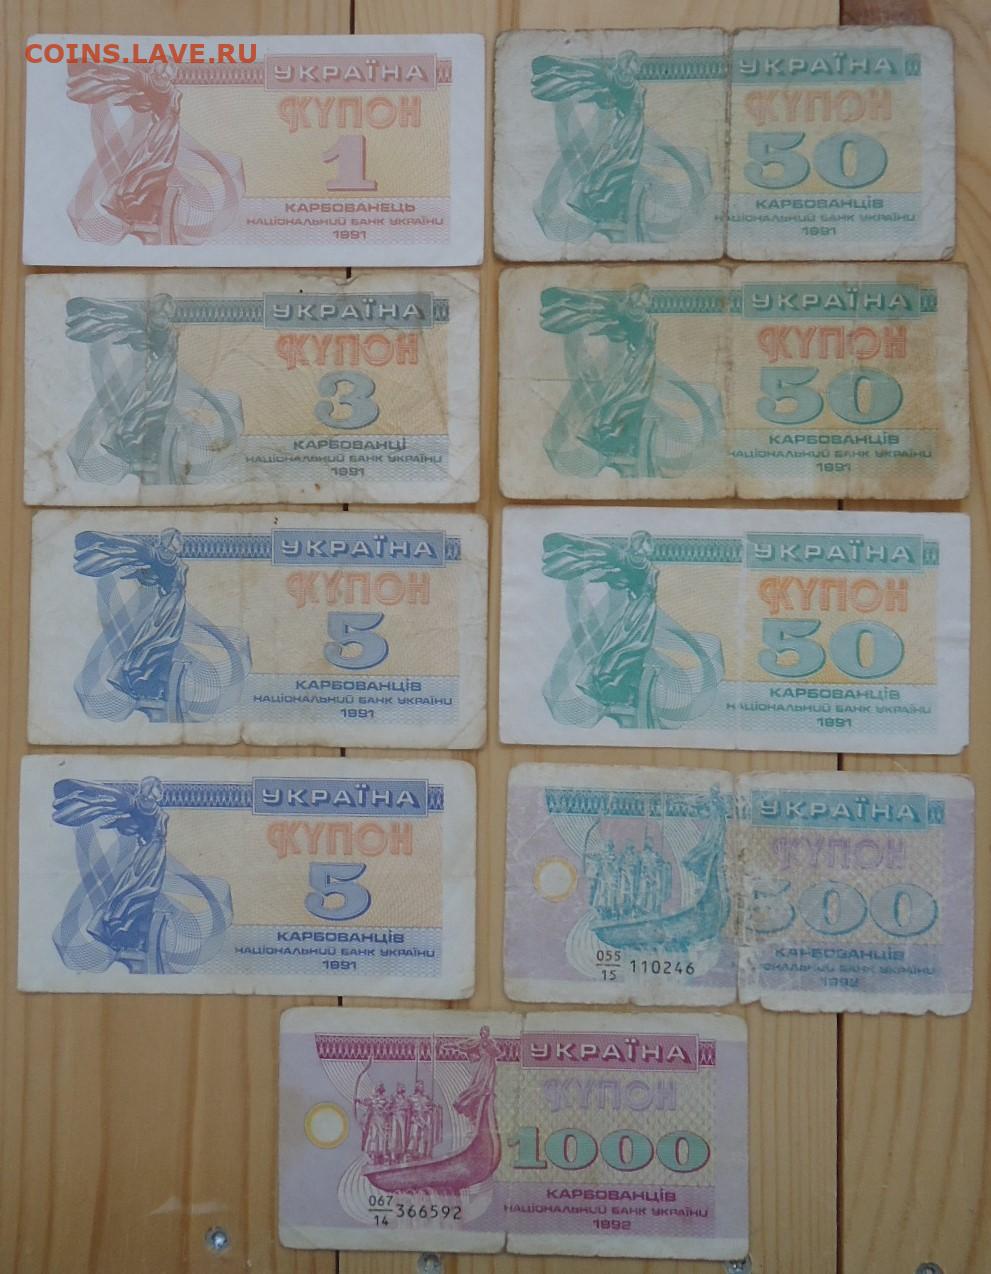 COINS.LAVE.RU
УКРАЇНА
КУПОН
1
КАРБОВАНЕЦЬ
НАЦІОНАЛЬНИЙ БАНК УКРАЇНИ
1991
УКРАЇНА
КУПОН
50
КАРБОВАНЦІВ
НАЦІОНАЛЬНИЙ БАНК УКРАЇНИ
1991
УКРАЇНА
КУПОН
3
КАРБОВАНЦІ
НАЦІОНАЛЬНИЙ БАНК УКРАЇНИ
1991
УКРАЇНА
КУПОН
50
КАРБОВАНЦІВ
НАЦІОНАЛЬНИЙ БАНК УКРАЇНИ
1991
УКРАЇНА
КУПОН
5
КАРБОВАНЦІВ
НАЦІОНАЛЬНИЙ БАНК УКРАЇНИ
1991
УКРАЇНА
КУПОН
50
КАРБОВАНЦІВ
НАЦІОНАЛЬНИЙ БАНК УКРАЇНИ
1991
УКРАЇНА
КУПОН
5
КАРБОВАНЦІВ
НАЦІОНАЛЬНИЙ БАНК УКРАЇНИ
1991
УКРАЇНА
КУПОН
500
КАРБОВАНЦІВ
055/15 110246
БАНК УКРАЇНИ
1992
УКРАЇНА
КУПОН
1000
КАРБОВАНЦІВ
067/14 366592
НАЦІОНАЛЬНИЙ БАНК УКРАЇНИ
1992